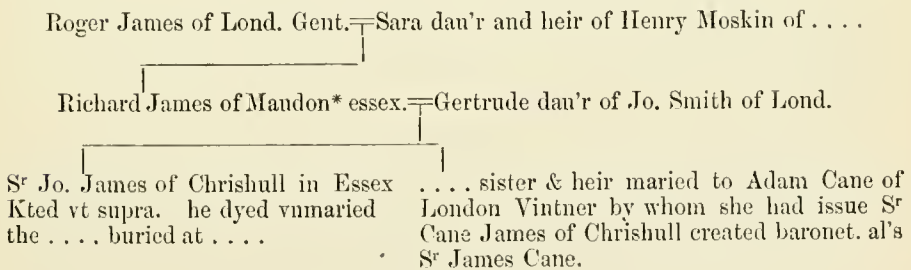 Roger James of Lond. Gent.=Sara dau'r and heir of Henry Moskin of . . . .
Richard James of Maudon* essex.=Gertrude dau'r of Jo. Smith of Lond.
Sr Jo. James of Chrishull in Essex
Kted vt supra. he dyed vnmaried
the . . . . buried at . . . .
. . . . sister & heir maried to Adam Cane of
London Vintner by whom she had issue Sr
Cane James of Chrishull created baronet. al's
Sr James Cane.